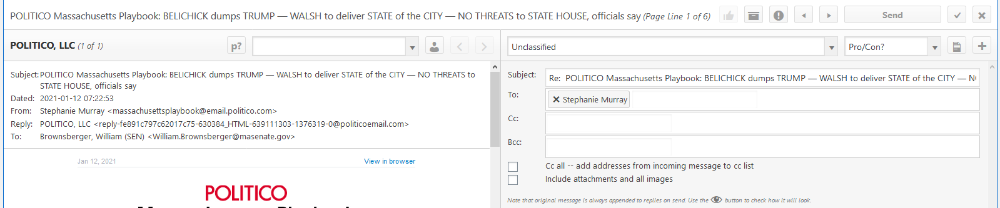 POLITICO Massachusetts Playbook: BELICHICK dumps TRUMP — WALSH to deliver STATE of the CITY — NO THREATS to STATE HOUSE, officials say (Page Line 1 of 6)
Send
POLITICO, LLC (1 of 1)
p?
Unclassified
Pro/Con?
Subject: POLITICO Massachusetts Playbook: BELICHICK dumps TRUMP — WALSH to deliver STATE of the CITY — NO THREATS to
STATE HOUSE, officials say
Dated: 2021-01-12 07:22:53
From: Stephanie Murray <massachusettsplaybook@email.politico.com>
Reply: POLITICO, LLC <reply-fe891c797c62017c75-630384_HTML-639111303-1376319-0@politicoemail.com>
To: Brownsberger, William (SEN) <William.Brownsberger@masenate.gov>
Jan 12, 2021
View in browser
POLITICO
Subject: Re: POLITICO Massachusetts Playbook: BELICHICK dumps TRUMP — WALSH to deliver STATE of the CITY —
To: Stephanie Murray
Cc:
Bcc:
Cc all -- add addresses from incoming message to cc list
Include attachments and all images
Note that original message is always appended to replies on send. Use the button to check how it will look.